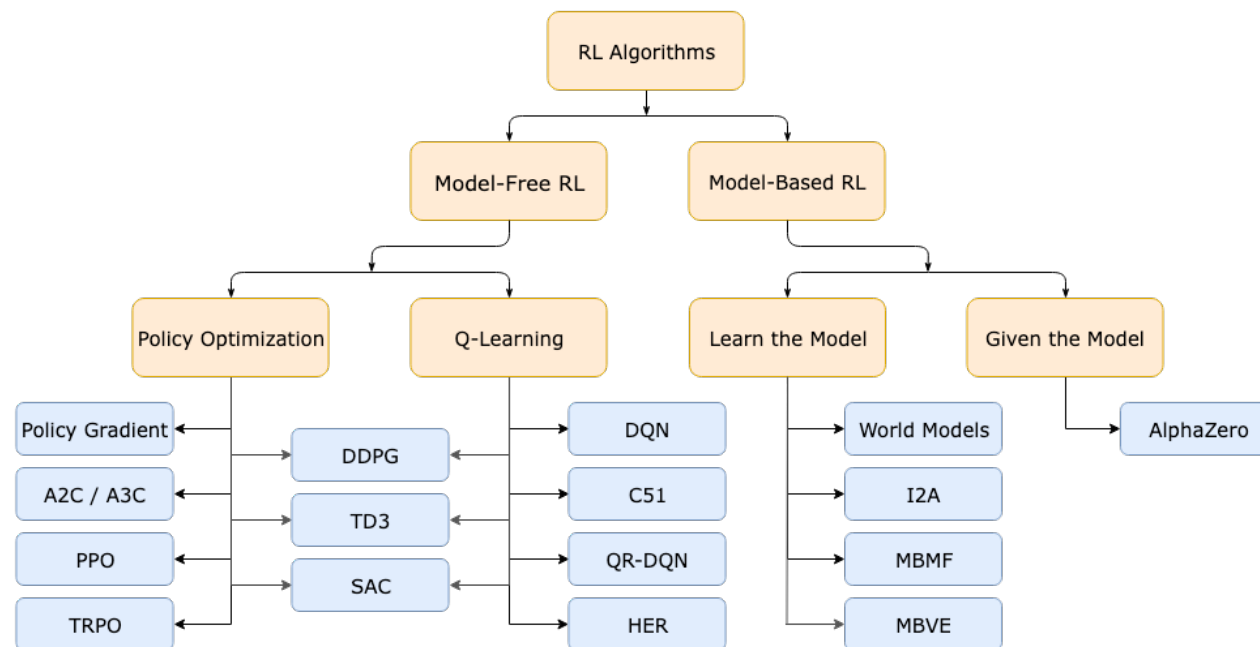 RL Algorithms
Model-Free RL
Model-Based RL
Policy Optimization
Q-Learning
Learn the Model
Given the Model
Policy Gradient
DDPG
DQN
World Models
AlphaZero
A2C / A3C
TD3
C51
I2A
PPO
SAC
QR-DQN
MBMF
TRPO
HER
MBVE